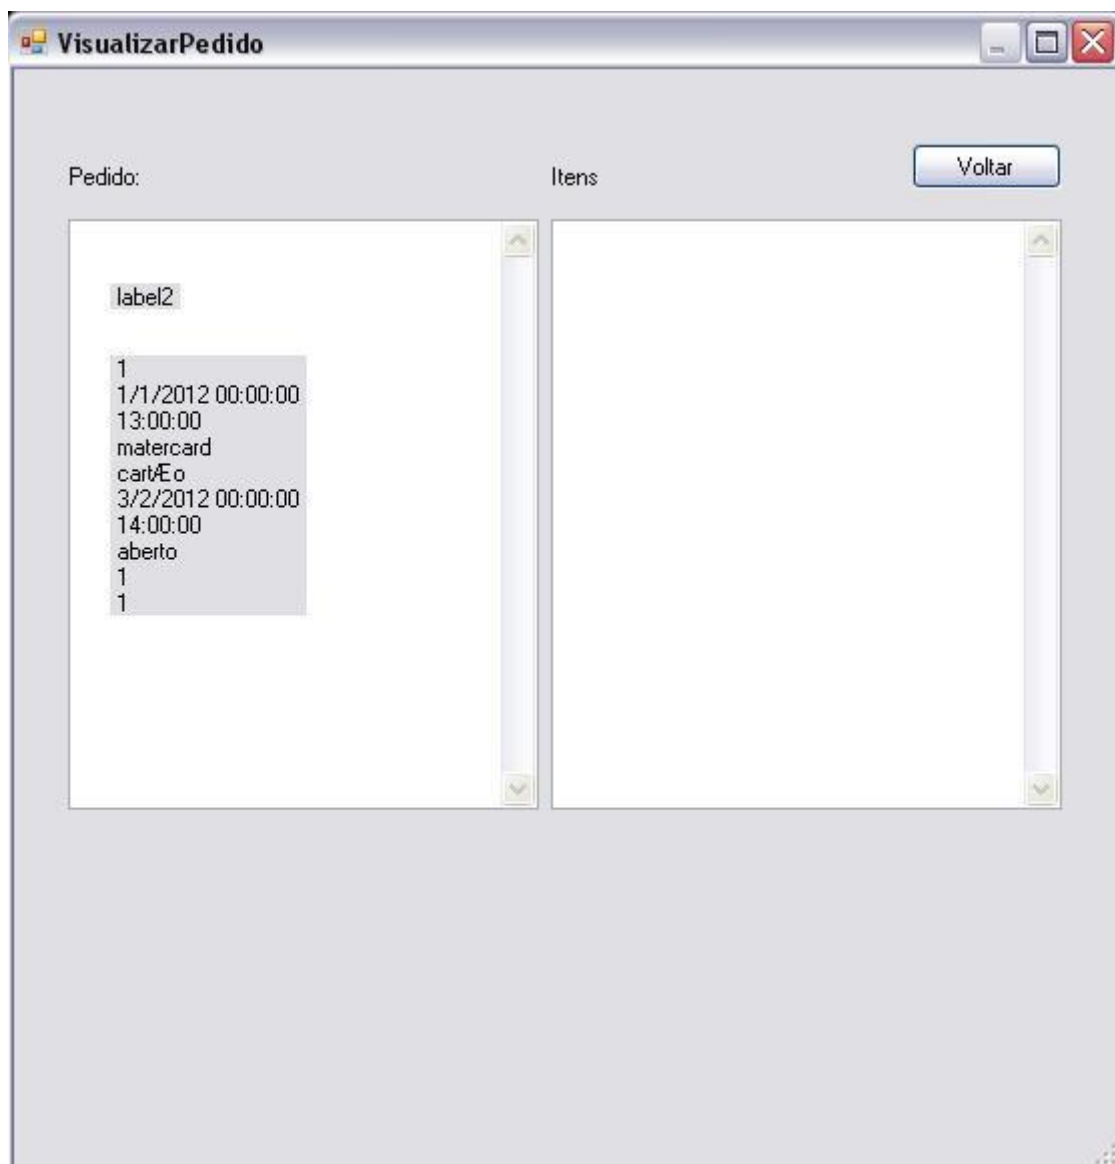 VisualizarPedido
Pedido:
Itens
Voltar
label2
1
1/1/2012 00:00:00
13:00:00
matercard
cartÆo
3/2/2012 00:00:00
14:00:00
aberto
1
1